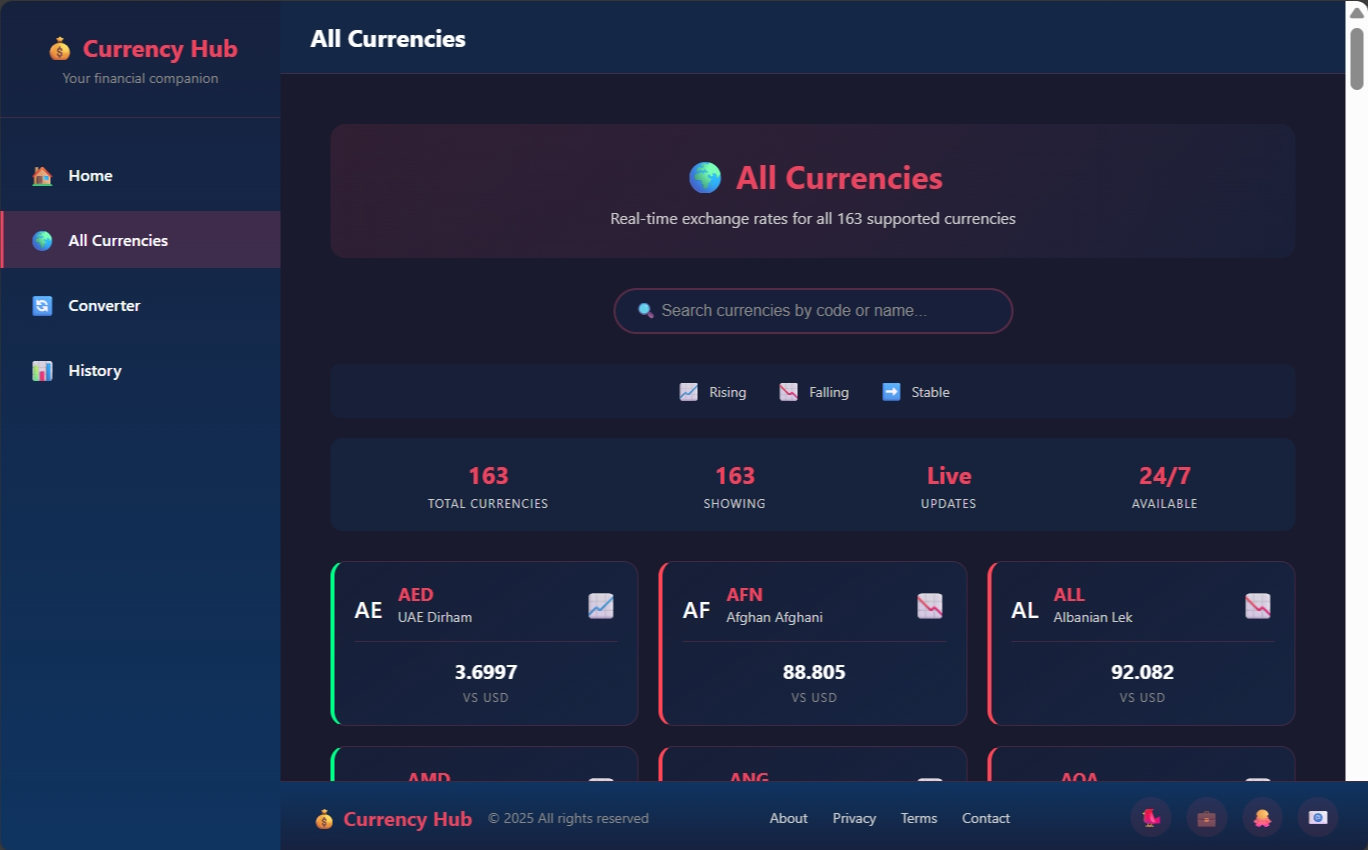 Currency Hub
Your financial companion
Home
All Currencies
Converter
History
All Currencies
All Currencies
Real-time exchange rates for all 163 supported currencies
Search currencies by code or name...
Rising Falling Stable
163 163 Live 24/7
TOTAL CURRENCIES SHOWING UPDATES AVAILABLE
AE AED
UAE Dirham
3.6997
VS USD
AF AFN
Afghan Afghani
88.805
VS USD
AL ALL
Albanian Lek
92.082
VS USD
AMD ANG AOA
Currency Hub © 2025 All rights reserved About Privacy Terms Contact